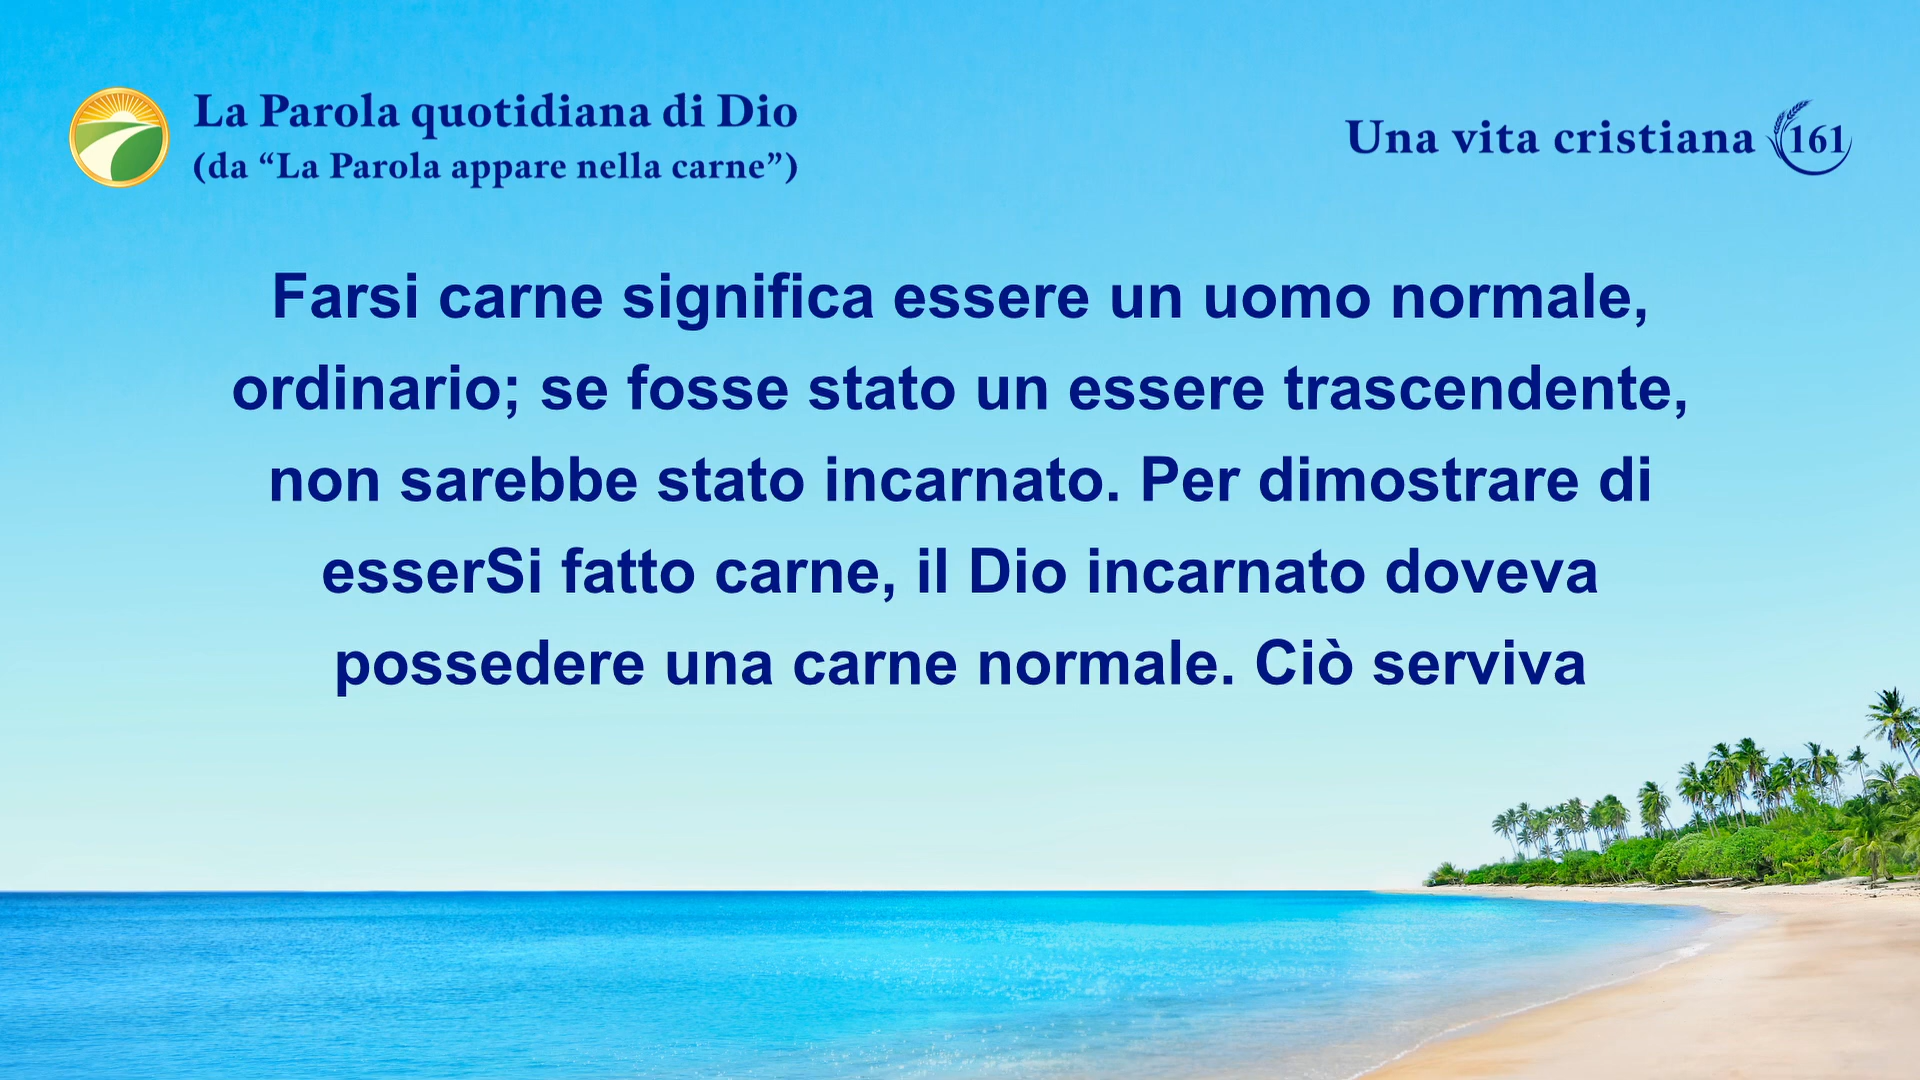 La Parola quotidiana di Dio
(da “La Parola appare nella carne”)
Una vita cristiana 161
Farsi carne significa essere un uomo normale,
ordinario; se fosse stato un essere trascendente,
non sarebbe stato incarnato. Per dimostrare di
esserSi fatto carne, il Dio incarnato doveva
possedere una carne normale. Ciò serviva